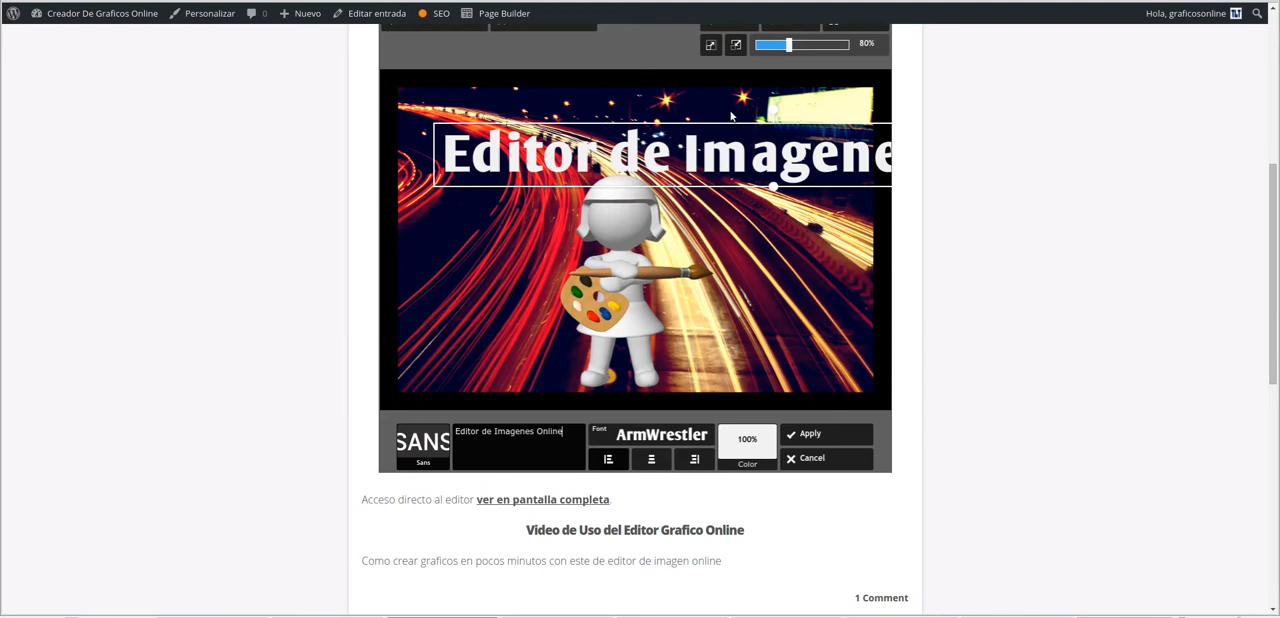 Creador De Graficos Online Personalizar 0 Nuevo Editar entrada SEO Page Builder Hola, graficosonline
80%
Editor de Imagene
SANS
Sans
Editor de Imagenes Online
Font ArmWrestler
100%
Color
Apply
Cancel
Acceso directo al editor ver en pantalla completa.
Video de Uso del Editor Grafico Online
Como crear graficos en pocos minutos con este de editor de imagen online
1 Comment